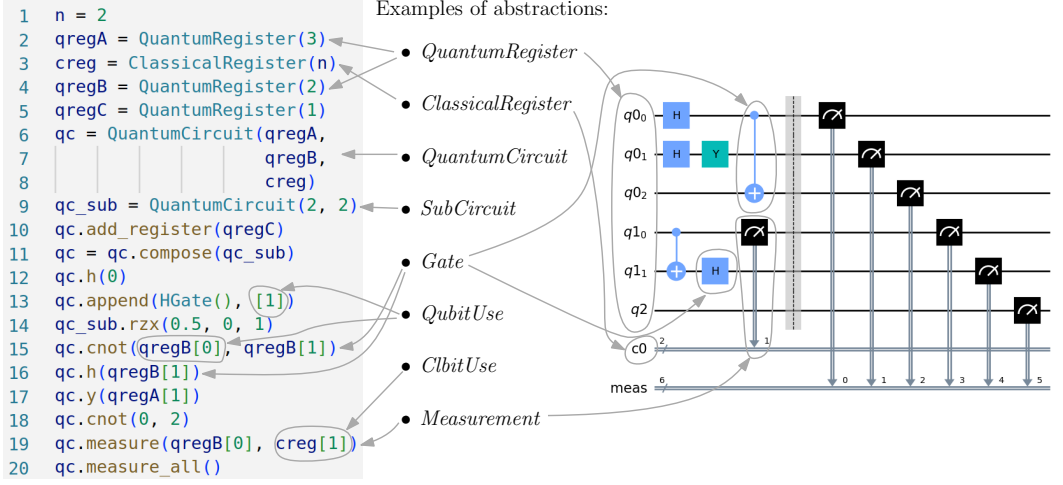 Examples of abstractions:
1 n = 2
2 qregA = QuantumRegister(3)
3 creg = ClassicalRegister(n)
4 qregB = QuantumRegister(2)
5 qregC = QuantumRegister(1)
6 qc = QuantumCircuit(qregA,
7 qregB,
8 creg)
9 qc_sub = QuantumCircuit(2, 2)
10 qc.add_register(qregC)
11 qc = qc.compose(qc_sub)
12 qc.h(0)
13 qc.append(HGate(), [1])
14 qc_sub.rzx(0.5, 0, 1)
15 qc.cnot(qregB[0], qregB[1])
16 qc.h(qregB[1])
17 qc.y(qregA[1])
18 qc.cnot(0, 2)
19 qc.measure(qregB[0], creg[1])
20 qc.measure_all()
• QuantumRegister
• ClassicalRegister
• QuantumCircuit
• SubCircuit
• Gate
• QubitUse
• ClbitUse
• Measurement
q0₀ H
q0₁ H Y
q0₂
q1₀
q1₁ H
q2
c0 2 1
meas 6 0 1 2 3 4 5